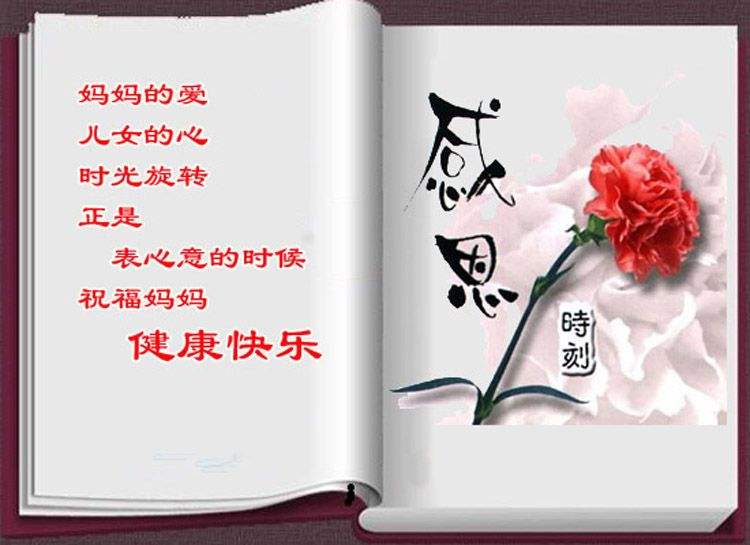 妈妈的爱
儿女的心
时光旋转
正是
表心意的时候
祝福妈妈
健康快乐
感恩
時刻